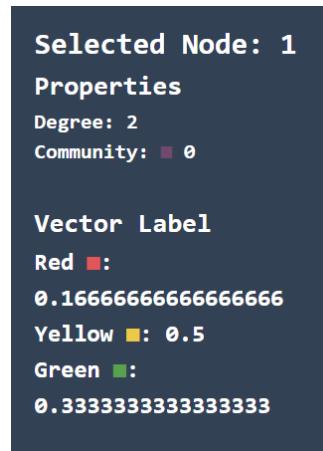 Selected Node: 1
Properties
Degree: 2
Community: ■ 0
Vector Label
Red ■:
0.16666666666666666
Yellow ■: 0.5
Green ■:
0.3333333333333333